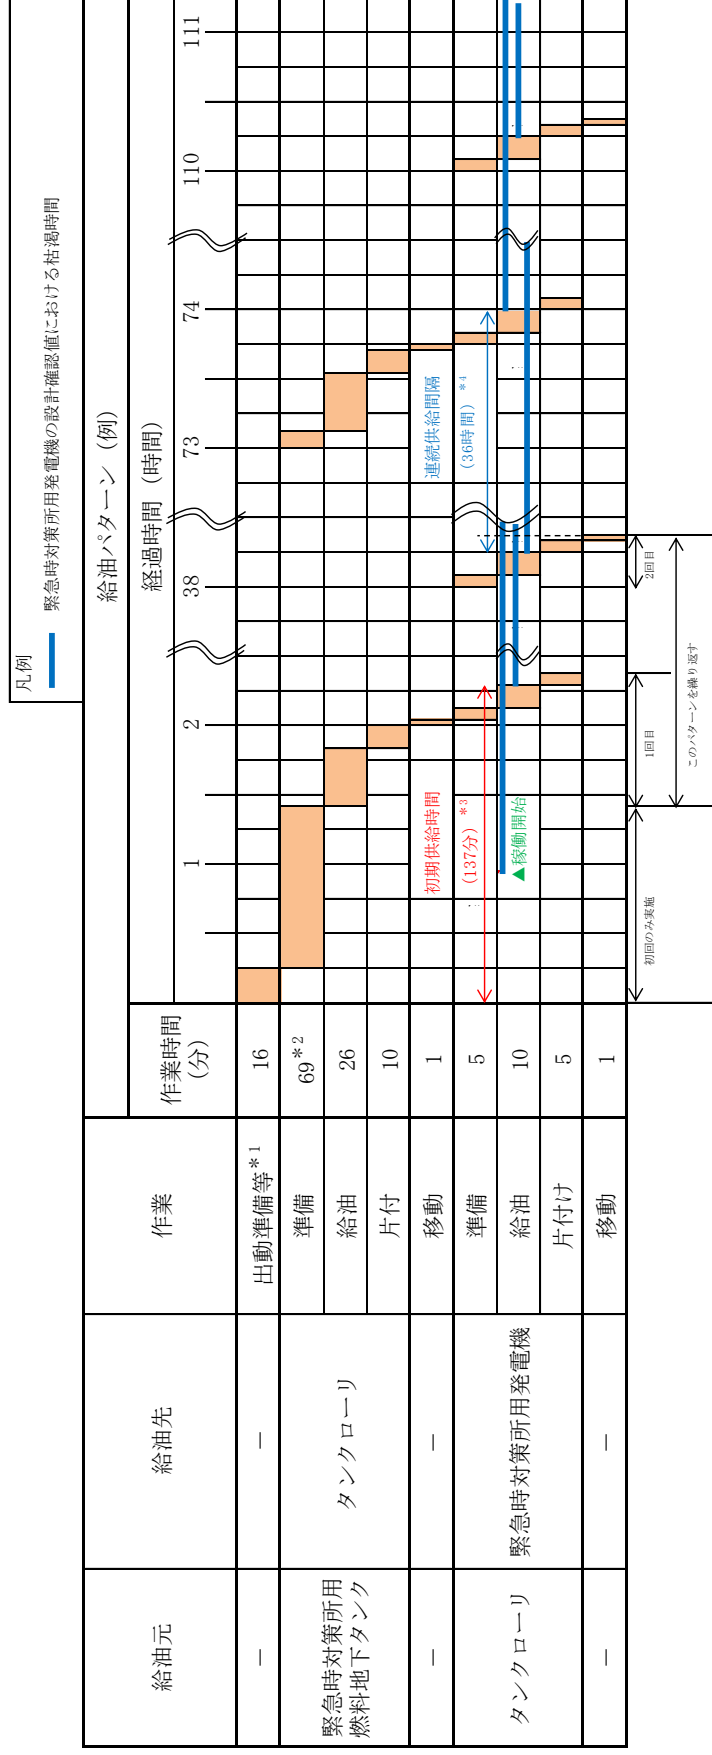 凡例
緊急時対策所用発電機の設計確認値における枯渇時間
給油元
給油先
作業
作業時間
(分)
給油パターン (例)
経過時間 (時間)
1
2
38
73
74
110
111
－
－
出動準備等*1
16
緊急時対策所用
燃料地下タンク
タンクローリ
準備
69*2
給油
26
片付
10
－
－
移動
1
タンクローリ
緊急時対策所用発電機
準備
5
給油
10
片付け
5
－
－
移動
1
初期供給時間
(137分) *3
▲稼働開始
連続供給間隔
(36時間) *4
初回のみ実施
1回目
2回目
このパターンを繰り返す